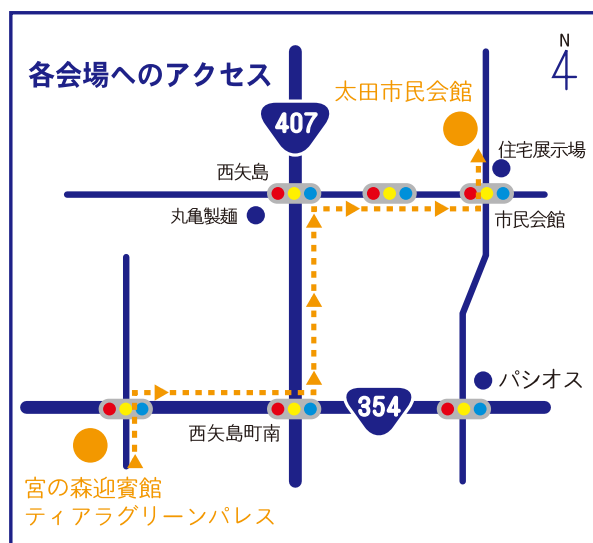 各会場へのアクセス
N
太田市民会館
407
住宅展示場
西矢島
丸亀製麺
市民会館
パシオス
354
西矢島町南
宮の森迎賓館
ティアラグリーンパレス